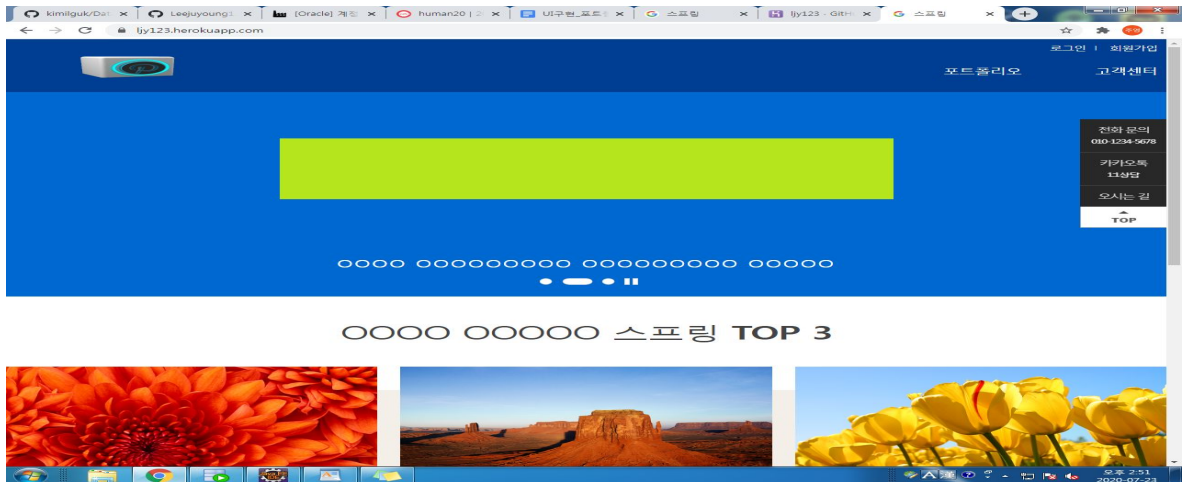 kimilguk/Dat
Leejuyoung1
[Oracle] 계정
human20 | 2
UI구현_포트폴
스프링
ljy123 · GitH
스프링
ljy123.herokuapp.com
로그인 | 회원가입
포트폴리오 고객센터
전화 문의
010-1234-5678
카카오톡
11상담
오시는 길
TOP
OOOO OOOOOOOOO OOOOOOOOO OOOOO
OOOO OOOOO 스프링 TOP 3
오후 2:51
2020-07-23